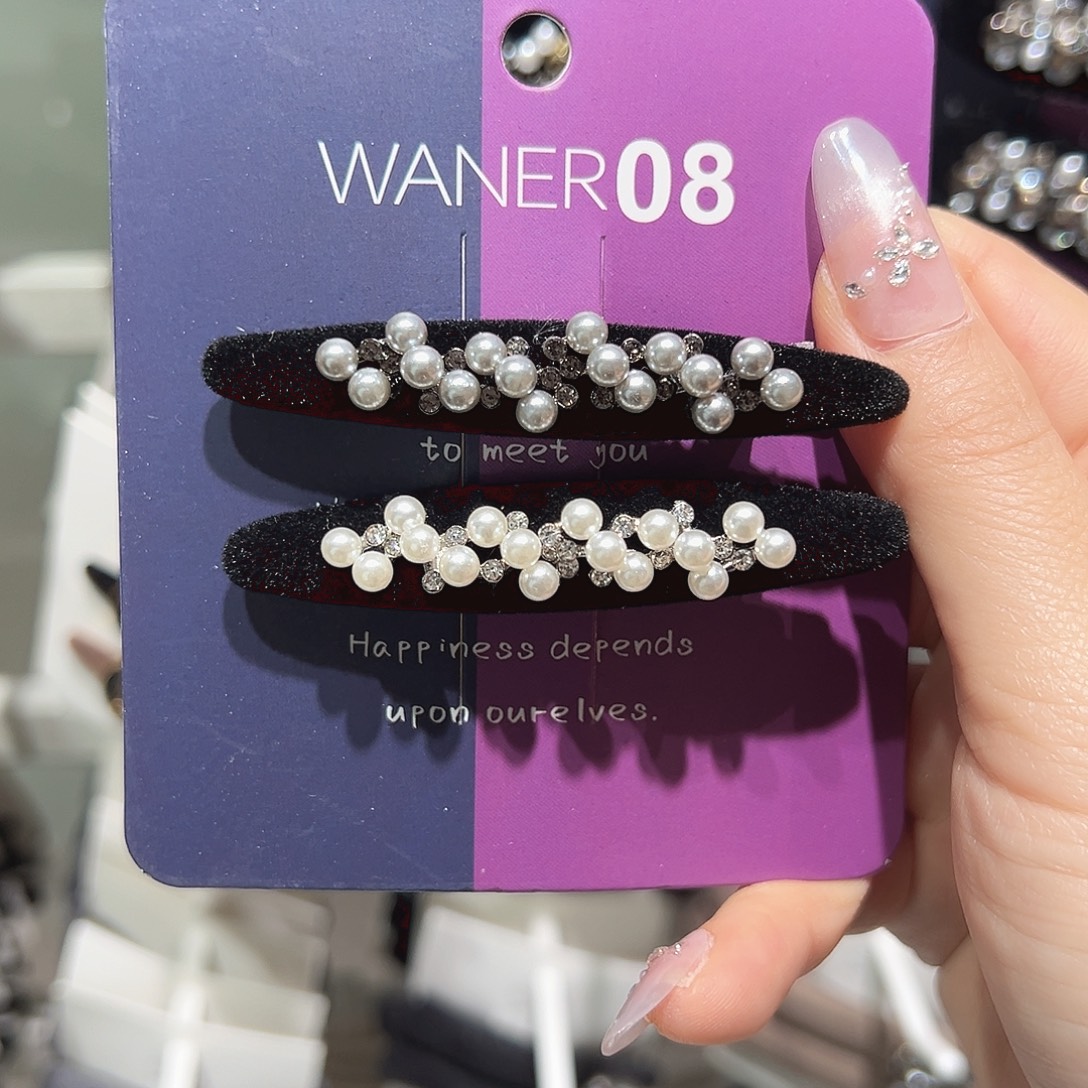 WANER08
to meet you
Happiness depends
upon ourelves.